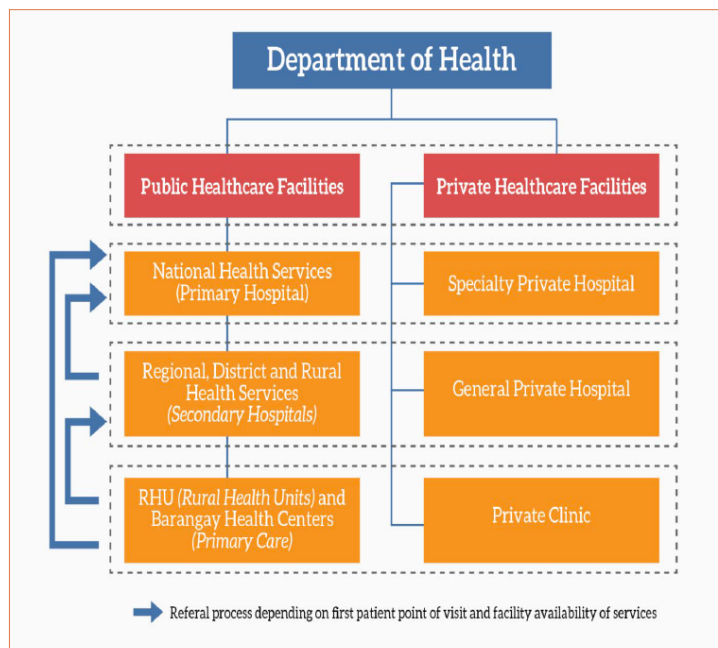 Department of Health
Public Healthcare Facilities
Private Healthcare Facilities
National Health Services
(Primary Hospital)
Specialty Private Hospital
Regional, District and Rural
Health Services
(Secondary Hospitals)
General Private Hospital
RHU (Rural Health Units) and
Barangay Health Centers
(Primary Care)
Private Clinic
Referal process depending on first patient point of visit and facility availability of services